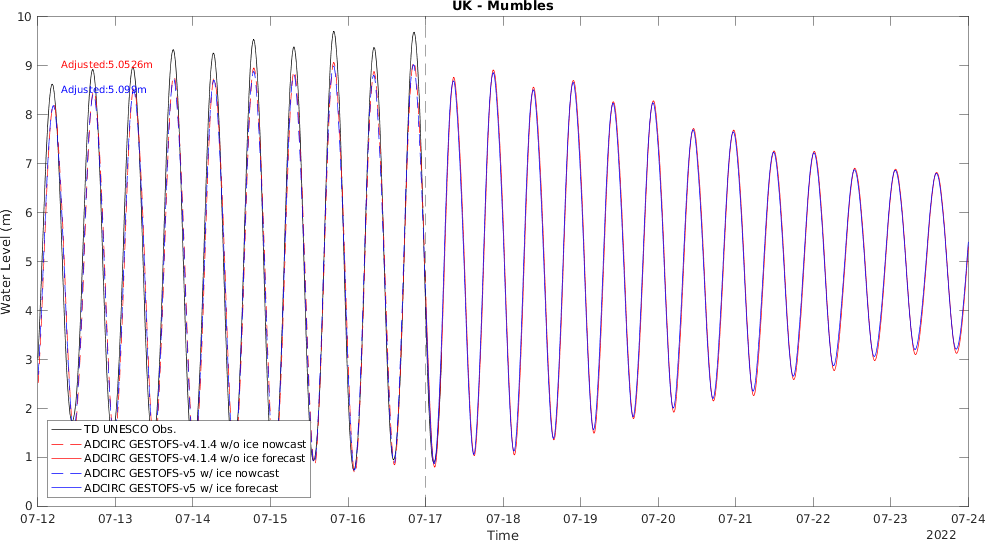 UK - Mumbles
10
9
8
7
6
5
4
3
2
1
0
Water Level (m)
Adjusted:5.0526m
Adjusted:5.099m
TD UNESCO Obs.
ADCIRC GESTOFS-v4.1.4 w/o ice nowcast
ADCIRC GESTOFS-v4.1.4 w/o ice forecast
ADCIRC GESTOFS-v5 w/ ice nowcast
ADCIRC GESTOFS-v5 w/ ice forecast
07-12 07-13 07-14 07-15 07-16 07-17 07-18 07-19 07-20 07-21 07-22 07-23 07-24
Time
2022